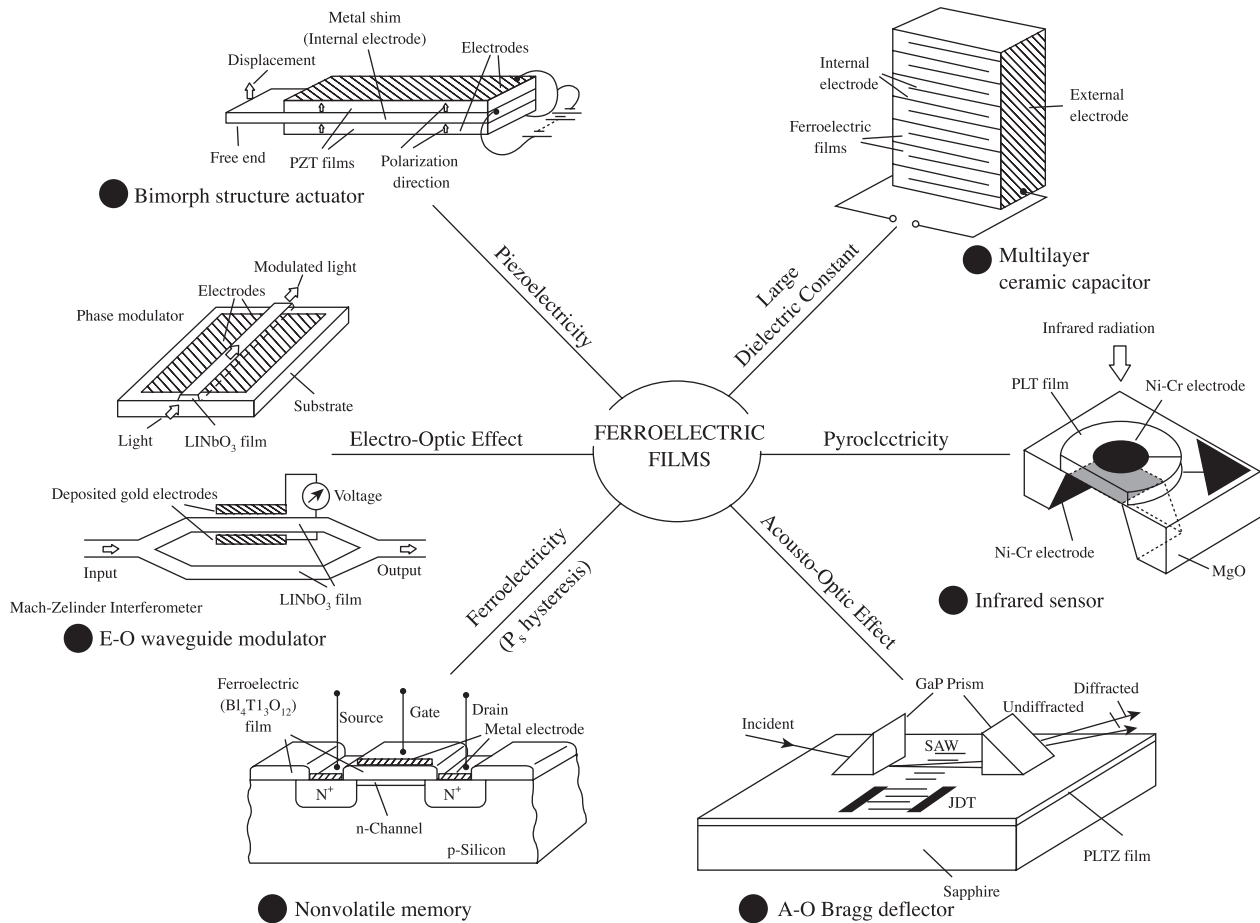 Metal shim
(Internal electrode)
Electrodes
Displacement
Free end
PZT films
Polarization
direction
Bimorph structure actuator
Internal
electrode
External
electrode
Ferroelectric
films
Multilayer
ceramic capacitor
Piezoelectricity
Large
Dielectric Constant
Modulated light
Electrodes
Phase modulator
Substrate
Light
LINbO3 film
Electro-Optic Effect
FERROELECTRIC
FILMS
Pyroclcctricity
Infrared radiation
PLT film
Ni-Cr electrode
Ni-Cr electrode
MgO
Infrared sensor
Deposited gold electrodes
Voltage
Input
Output
LINbO3 film
Mach-Zelinder Interferometer
E-O waveguide modulator
Ferroelectricity
(Ps hysteresis)
Acousto-Optic Effect
Ferroelectric
(Bl4T13O12)
film
Source
Gate
Drain
Metal electrode
N+
N+
n-Channel
p-Silicon
Nonvolatile memory
GaP Prism
Diffracted
Undiffracted
Incident
SAW
JDT
PLTZ film
Sapphire
A-O Bragg deflector